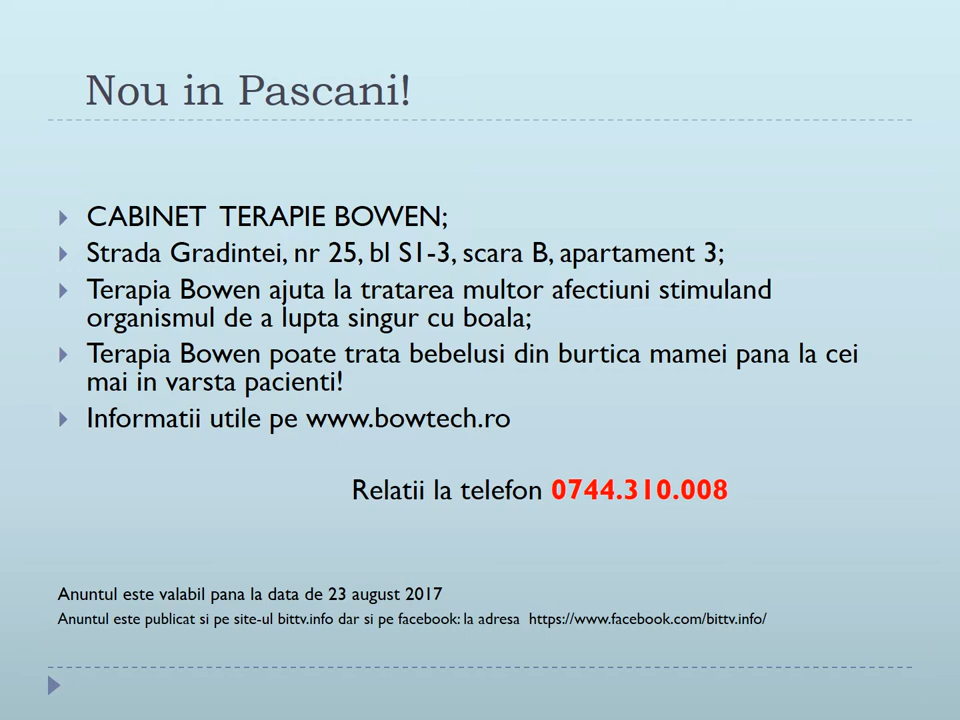 Nou in Pascani!
CABINET TERAPIE BOWEN;
Strada Gradintei, nr 25, bl S1-3, scara B, apartament 3;
Terapia Bowen ajuta la tratarea multor afectiuni stimuland
organismul de a lupta singur cu boala;
Terapia Bowen poate trata bebelusi din burtica mamei pana la cei
mai in varsta pacienti!
Informatii utile pe www.bowtech.ro
Relatii la telefon 0744.310.008
Anuntul este valabil pana la data de 23 august 2017
Anuntul este publicat si pe site-ul bittv.info dar si pe facebook: la adresa https://www.facebook.com/bittv.info/